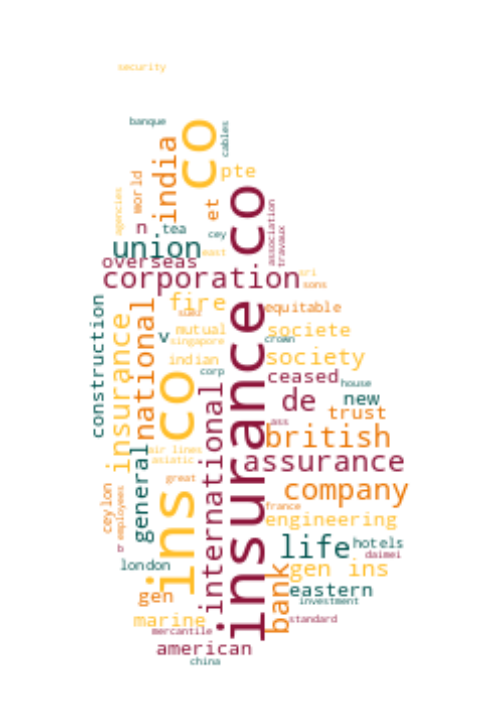 security
banque
cables
co
india
pte
world
agencies
et
n
tea
cey
association
travaux
union
east
overseas
corporation
sri
sons
insurance co
fire
equitable
suez
mutual
societe
construction
insurance
national
v
singapore
crown
indian
society
corp
ceased
house
ins co
international
de
new
trust
ass
british
general
air lines
asiatic
assurance
great
company
ceylon
employees
france
engineering
life
hotels
daimei
london
gen ins
bank
eastern
gen
investment
marine
standard
mercantile
american
china